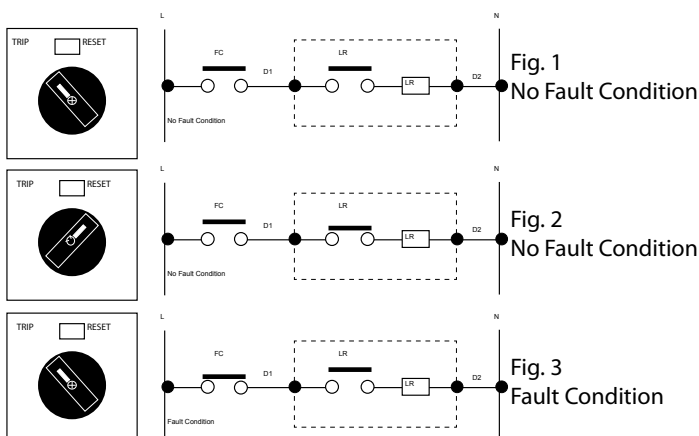 L N
TRIP RESET
FC LR
D1 LR D2
No Fault Condition
Fig. 1
No Fault Condition
L N
TRIP RESET
FC LR
D1 LR D2
No Fault Condition
Fig. 2
No Fault Condition
L N
TRIP RESET
FC LR
D1 LR D2
Fault Condition
Fig. 3
Fault Condition